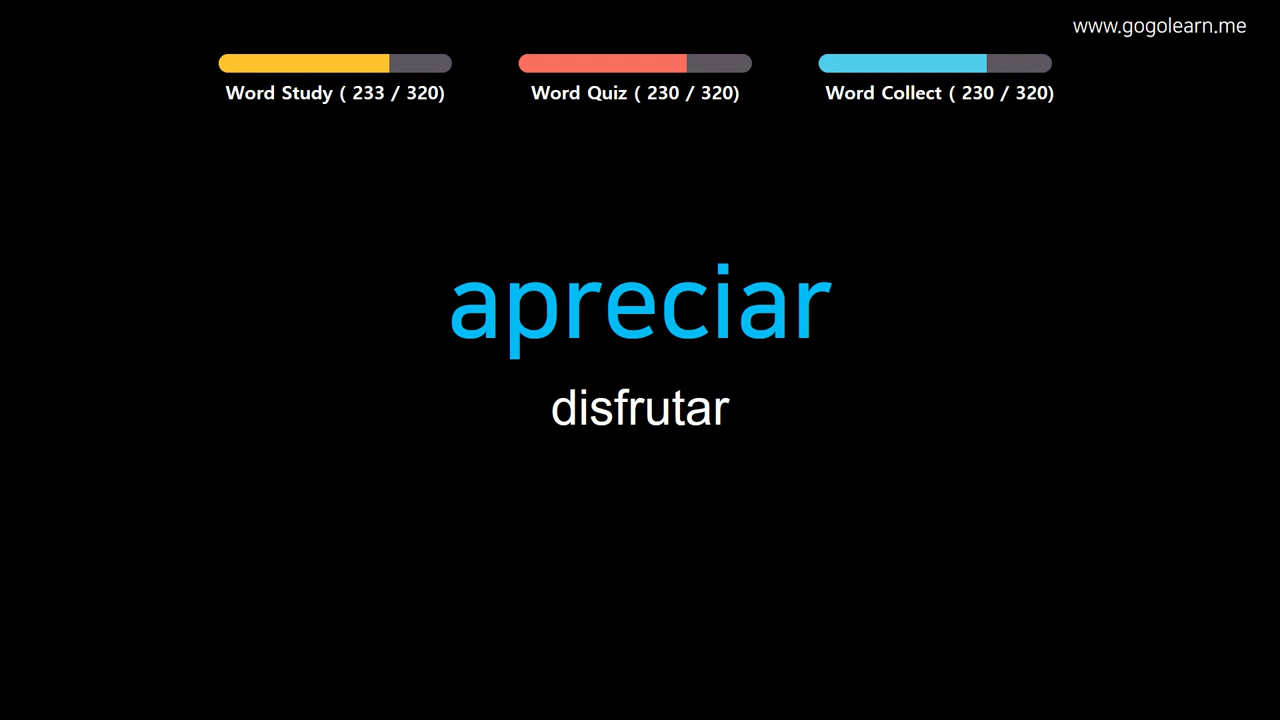 www.gogolearn.me
Word Study ( 233 / 320)
Word Quiz ( 230 / 320)
Word Collect ( 230 / 320)
apreciar
disfrutar